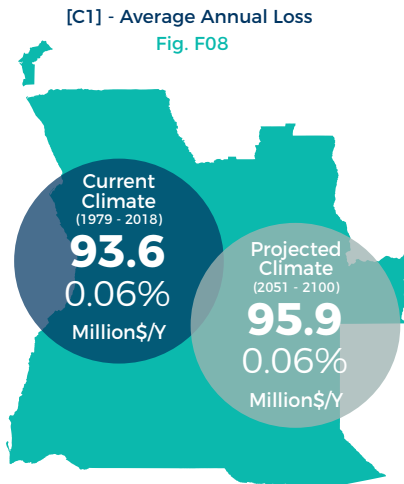 [C1] - Average Annual Loss
Fig. F08
Current
Climate
(1979 - 2018)
93.6
0.06%
Million$/Y
Projected
Climate
(2051 - 2100)
95.9
0.06%
Million$/Y